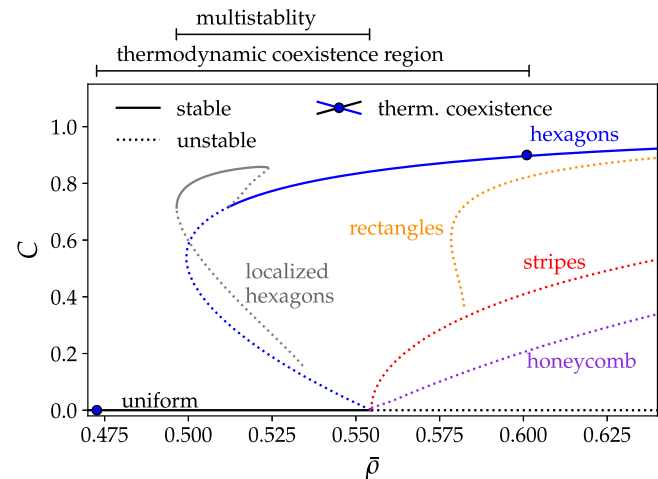 multistablity
thermodynamic coexistence region
stable
therm. coexistence
unstable
hexagons
1.0
0.8
0.6
0.4
0.2
0.0
C
rectangles
localized
hexagons
stripes
honeycomb
uniform
0.475
0.500
0.525
0.550
0.575
0.600
0.625
ρ̄